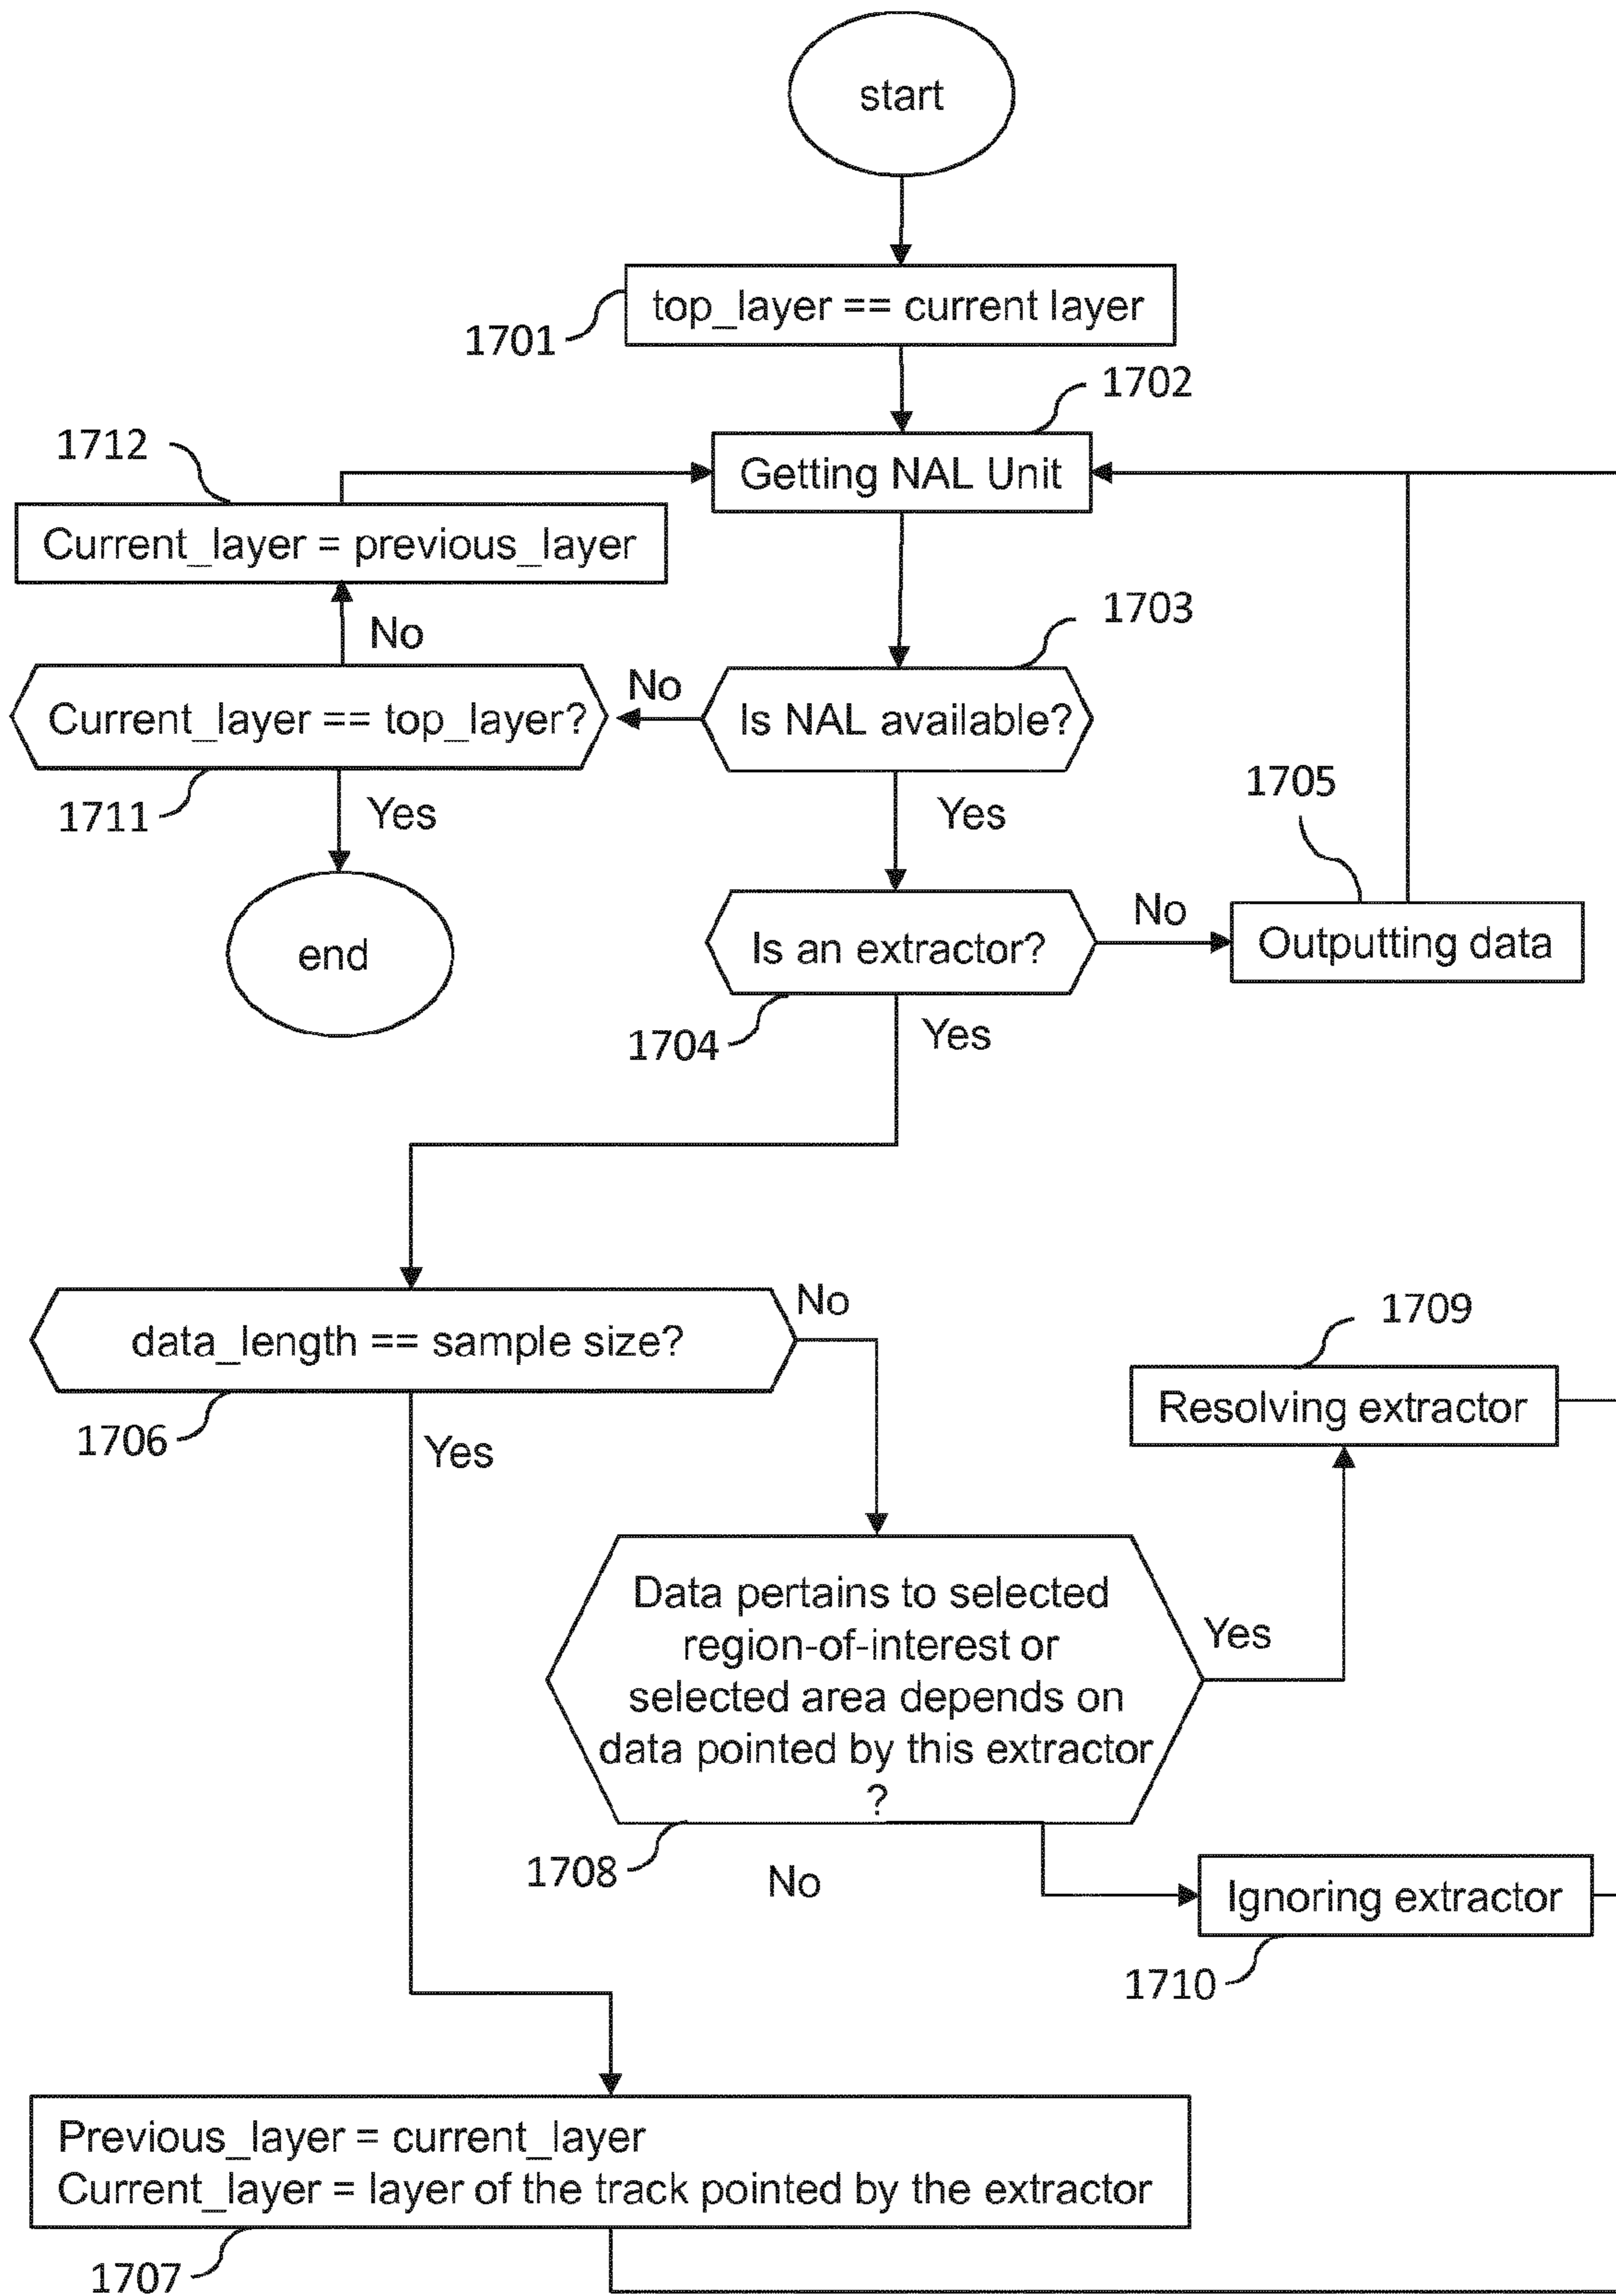 start
top_layer == current layer
1701
1702
Getting NAL Unit
1712
Current_layer = previous_layer
No
1703
Is NAL available?
No
Current_layer == top_layer?
1711
Yes
Yes
end
1705
Is an extractor?
No
Outputting data
1704
Yes
data_length == sample size?
No
1706
Yes
1709
Resolving extractor
Data pertains to selected
region-of-interest or
selected area depends on
data pointed by this extractor
?
Yes
1708
No
Ignoring extractor
1710
Previous_layer = current_layer
Current_layer = layer of the track pointed by the extractor
1707